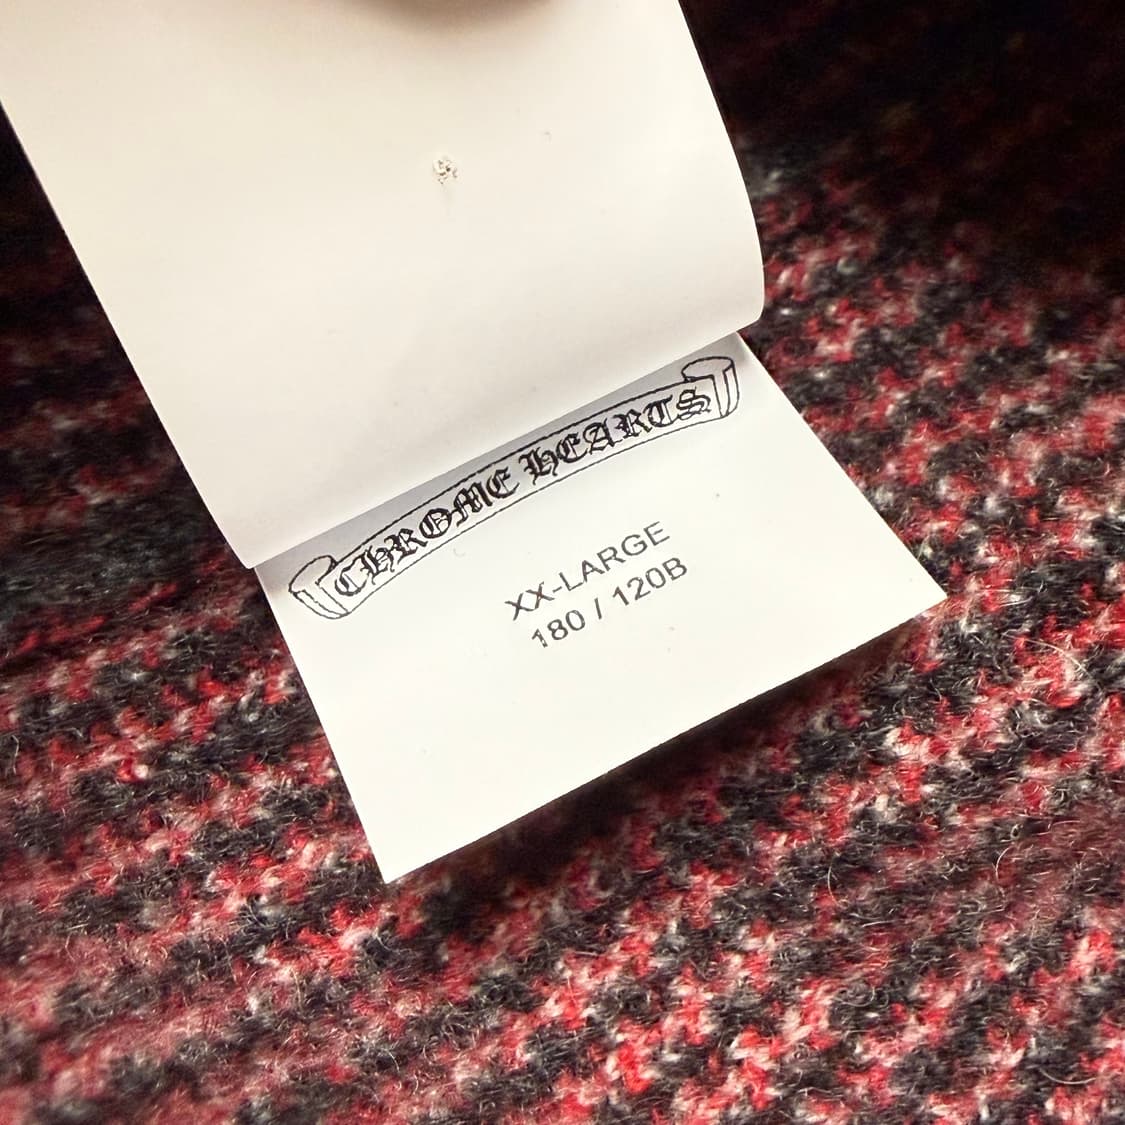 CHROME HEARTS
XX-LARGE
180 / 120B